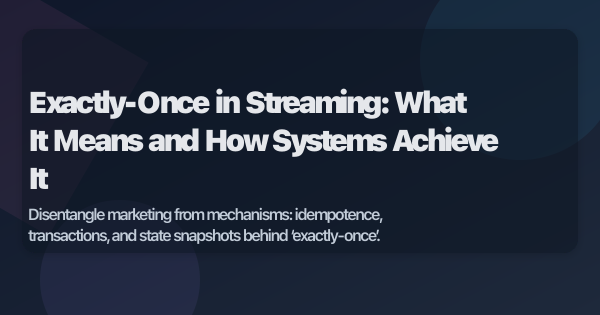 Exactly-Once in Streaming: What
It Means and How Systems Achieve
It
Disentangle marketing from mechanisms: idempotence,
transactions, and state snapshots behind ‘exactly-once’.